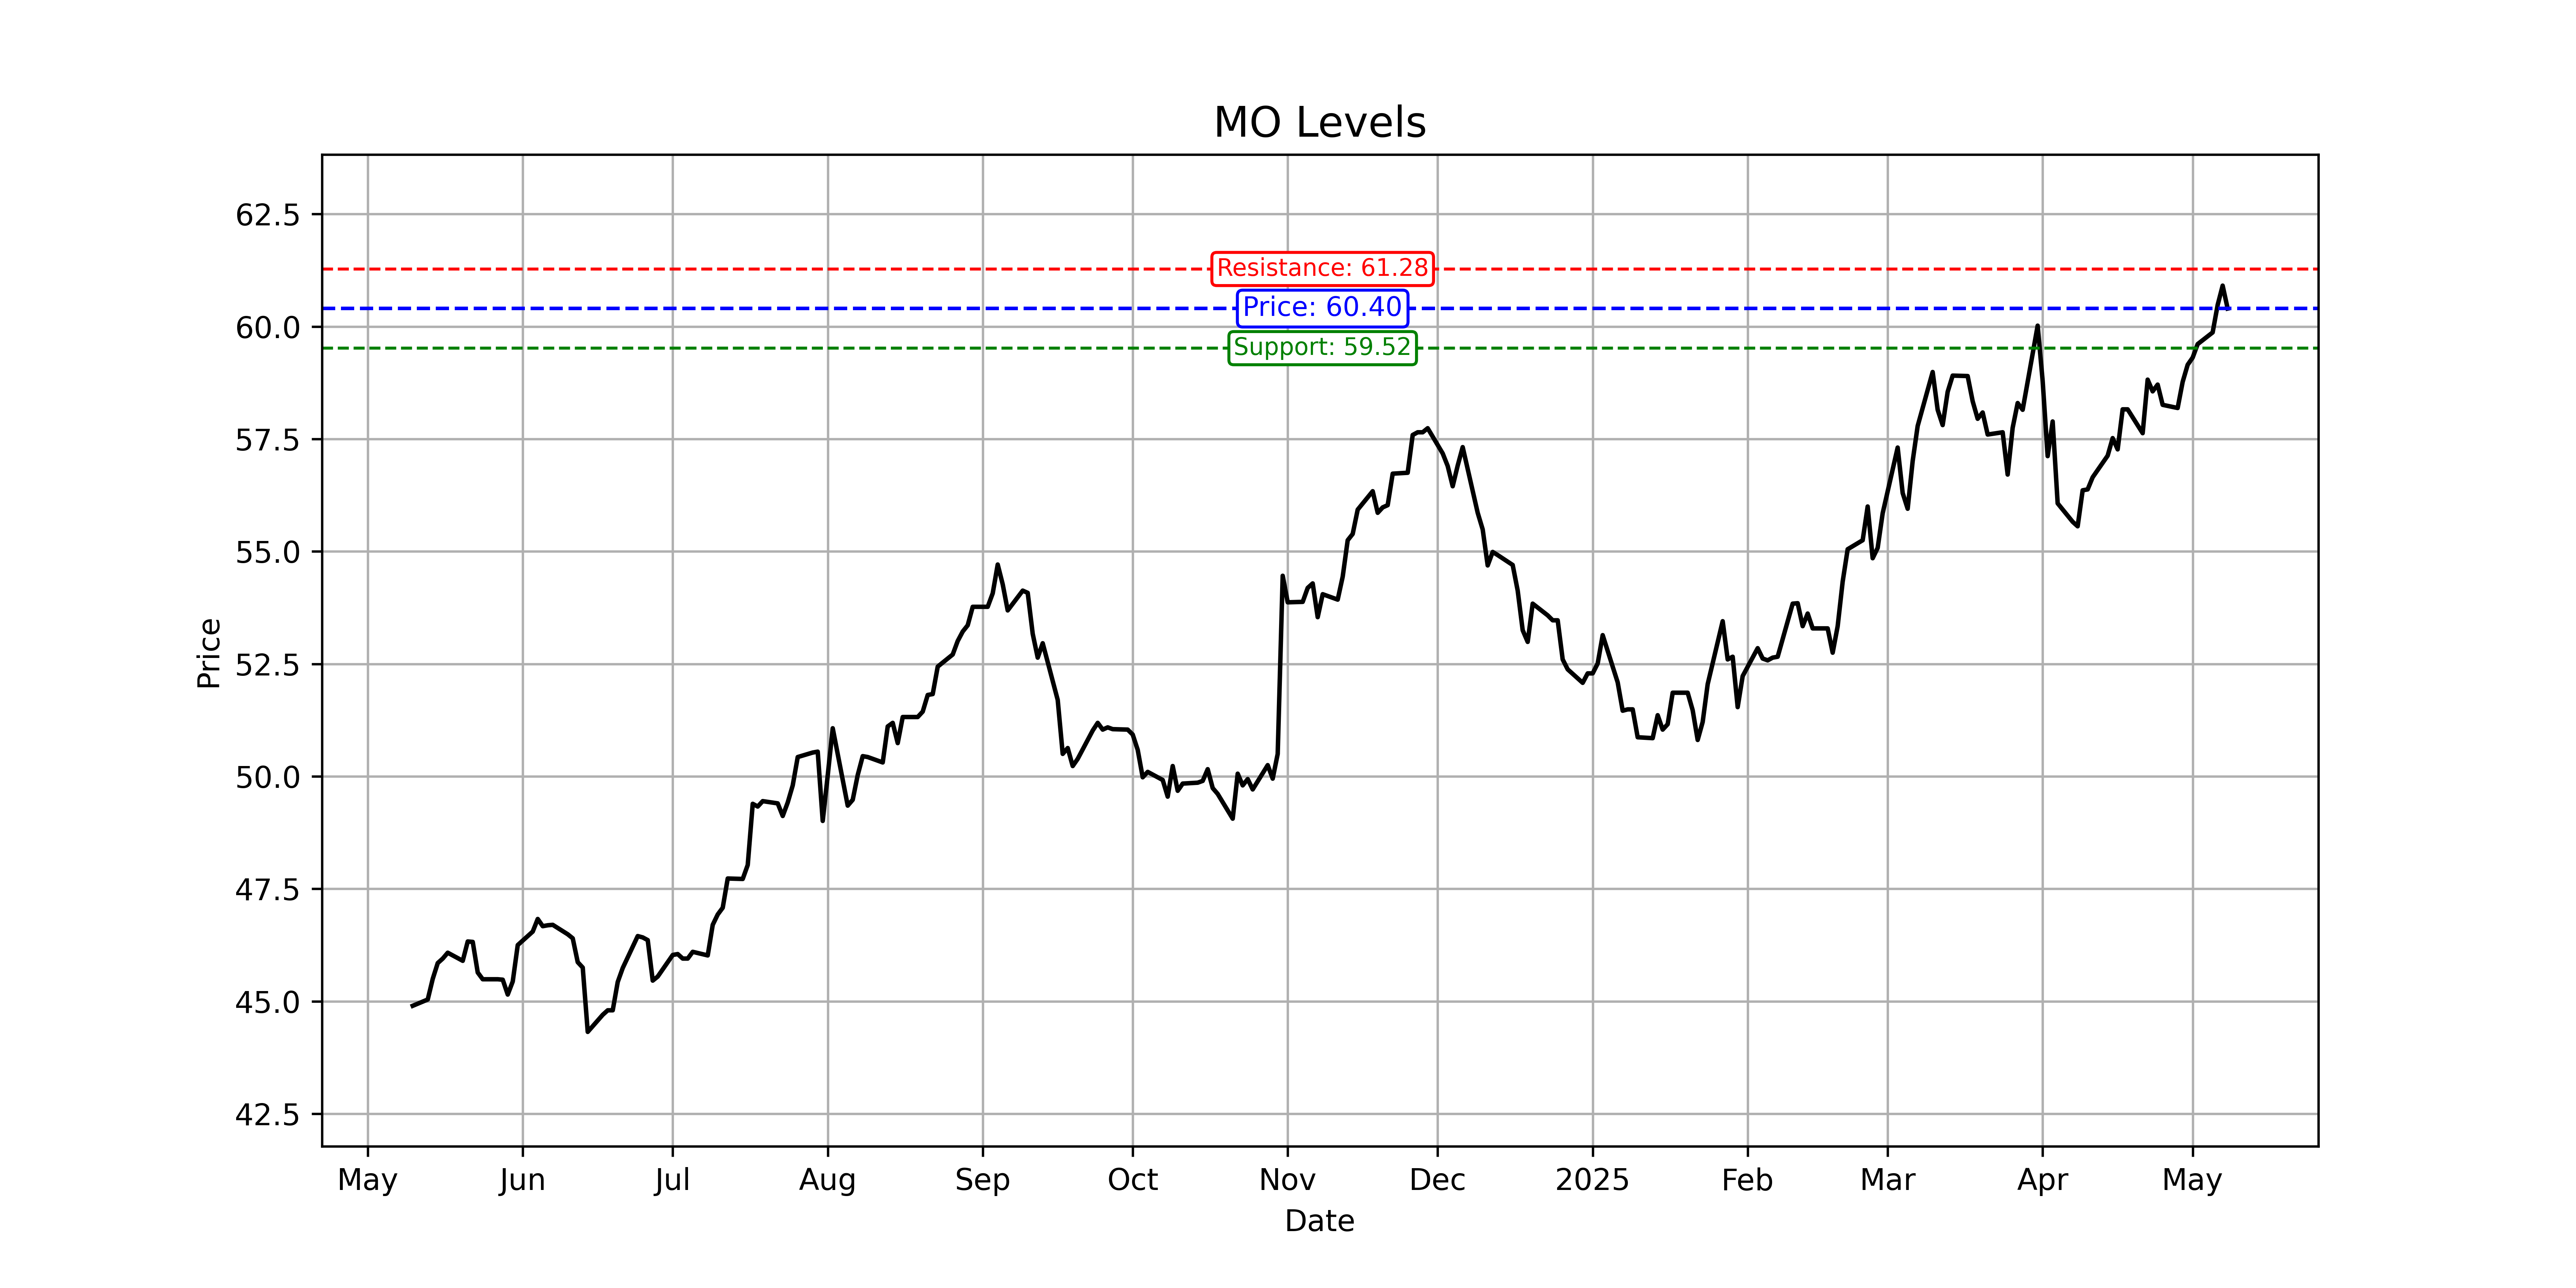 MO Levels
62.5
60.0
57.5
55.0
52.5
50.0
47.5
45.0
42.5
Price
Resistance: 61.28
Price: 60.40
Support: 59.52
May Jun Jul Aug Sep Oct Nov Dec 2025 Feb Mar Apr May
Date